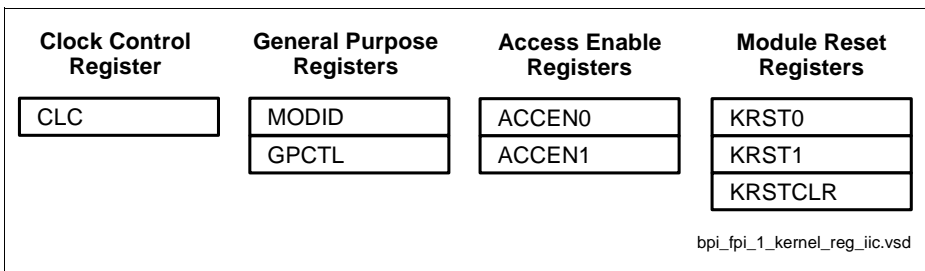 Clock Control
Register
CLC
General Purpose
Registers
MODID
GPCTL
Access Enable
Registers
ACCEN0
ACCEN1
Module Reset
Registers
KRST0
KRST1
KRSTCLR
bpi_fpi_1_kernel_reg_iic.vsd